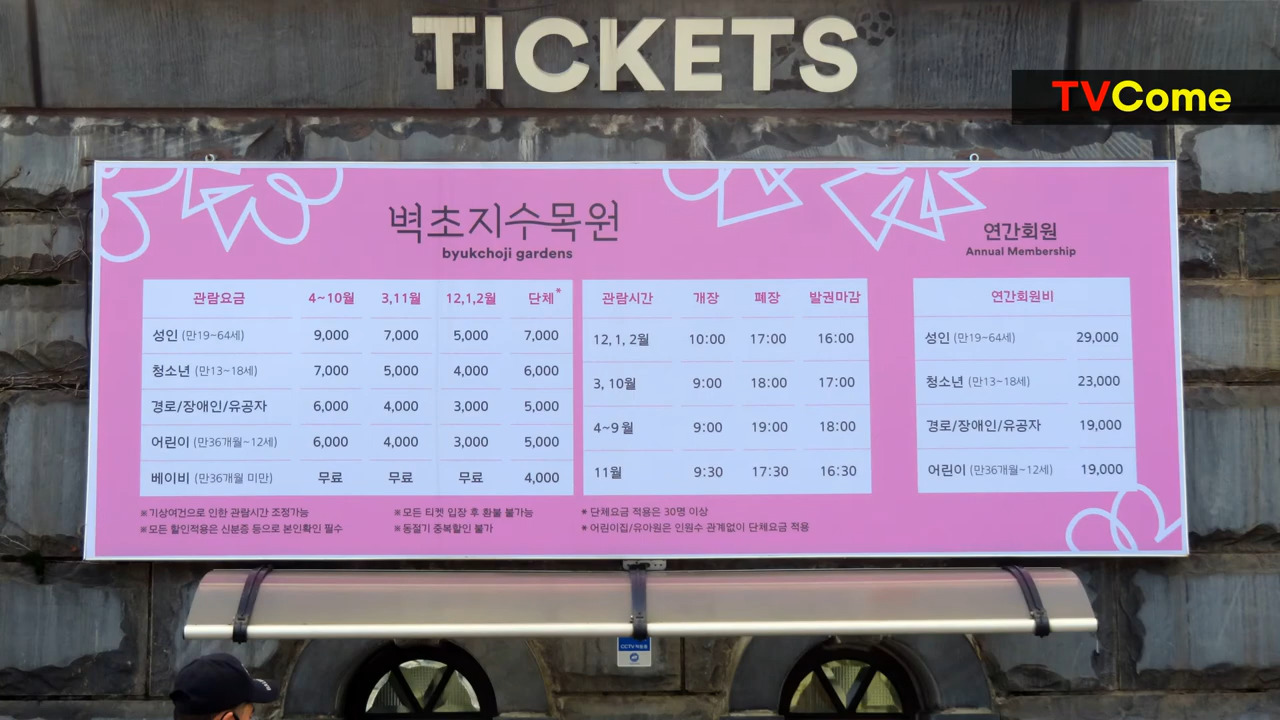 TICKETS
TVCome
벽초지수목원
byukchoji gardens
연간회원
Annual Membership
관람요금 4~10월 3,11월 12,1,2월 단체*
성인 (만19~64세) 9,000 7,000 5,000 7,000
청소년 (만13~18세) 7,000 5,000 4,000 6,000
경로/장애인/유공자 6,000 4,000 3,000 5,000
어린이 (만36개월~12세) 6,000 4,000 3,000 5,000
베이비 (만36개월 미만) 무료 무료 무료 4,000
관람시간 개장 폐장 발권마감
12, 1, 2월 10:00 17:00 16:00
3, 10월 9:00 18:00 17:00
4~9월 9:00 19:00 18:00
11월 9:30 17:30 16:30
연간회원비
성인 (만19~64세) 29,000
청소년 (만13~18세) 23,000
경로/장애인/유공자 19,000
어린이 (만36개월~12세) 19,000
※기상여건으로 인한 관람시간 조정가능
※모든 할인적용은 신분증 등으로 본인확인 필수
※모든 티켓 입장 후 환불 불가능
※동절기 중복할인 불가
* 단체요금 적용은 30명 이상
* 어린이집/유아원은 인원수 관계없이 단체요금 적용